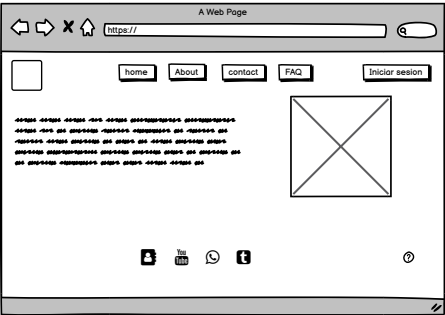 A Web Page
https://
home About contact FAQ Iniciar sesion
You
Tube
t
?